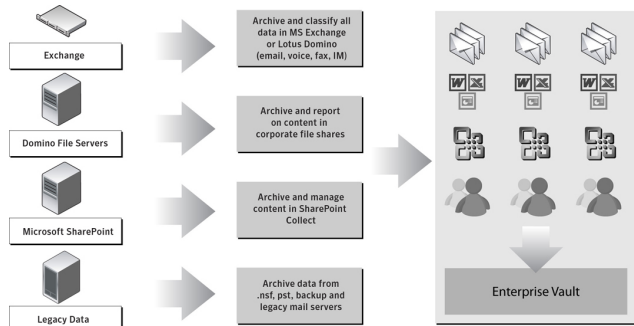 Exchange
Archive and classify all
data in MS Exchange
or Lotus Domino
(email, voice, fax, IM)
Domino File Servers
Archive and report
on content in
corporate file shares
Microsoft SharePoint
Archive and manage
content in SharePoint
Collect
Legacy Data
Archive data from
.nsf, pst, backup and
legacy mail servers
W X
W X
W X
Enterprise Vault